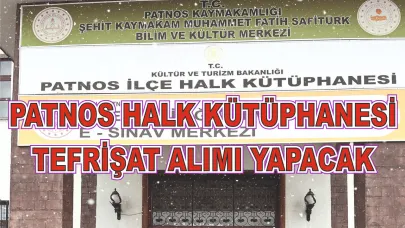 T.C.
PATNOS KAYMAKAMLIĞI
ŞEHİT KAYMAKAM MUHAMMET FATİH SAFİTÜRK
BİLİM VE KÜLTÜR MERKEZİ
T.C.
KÜLTÜR VE TURİZM BAKANLIĞI
PATNOS İLÇE HALK KÜTÜPHANESİ
PATNOS HALK KÜTÜPHANESİ
E - SINAV MERKEZİ
TEFRİŞAT ALIMI YAPACAK